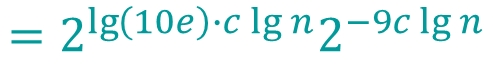 = 2^{lg(10e)·c lg n} 2^{−9c lg n}